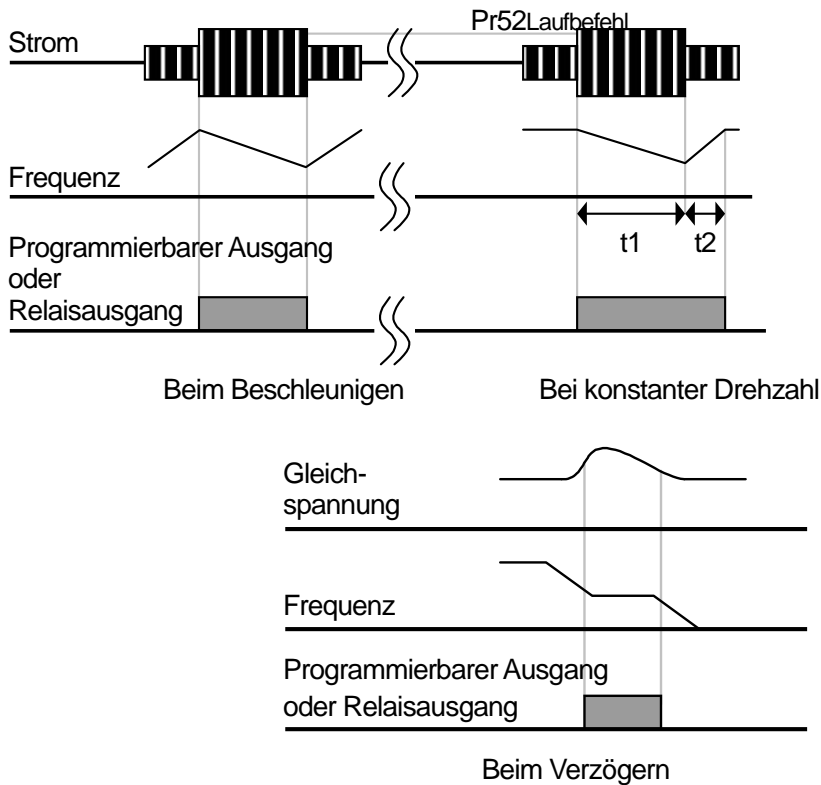 Pr52Laufbefehl
Strom
Frequenz
t1
t2
Programmierbarer Ausgang
oder
Relaisausgang
Beim Beschleunigen
Bei konstanter Drehzahl
Gleich-
spannung
Frequenz
Programmierbarer Ausgang
oder Relaisausgang
Beim Verzögern